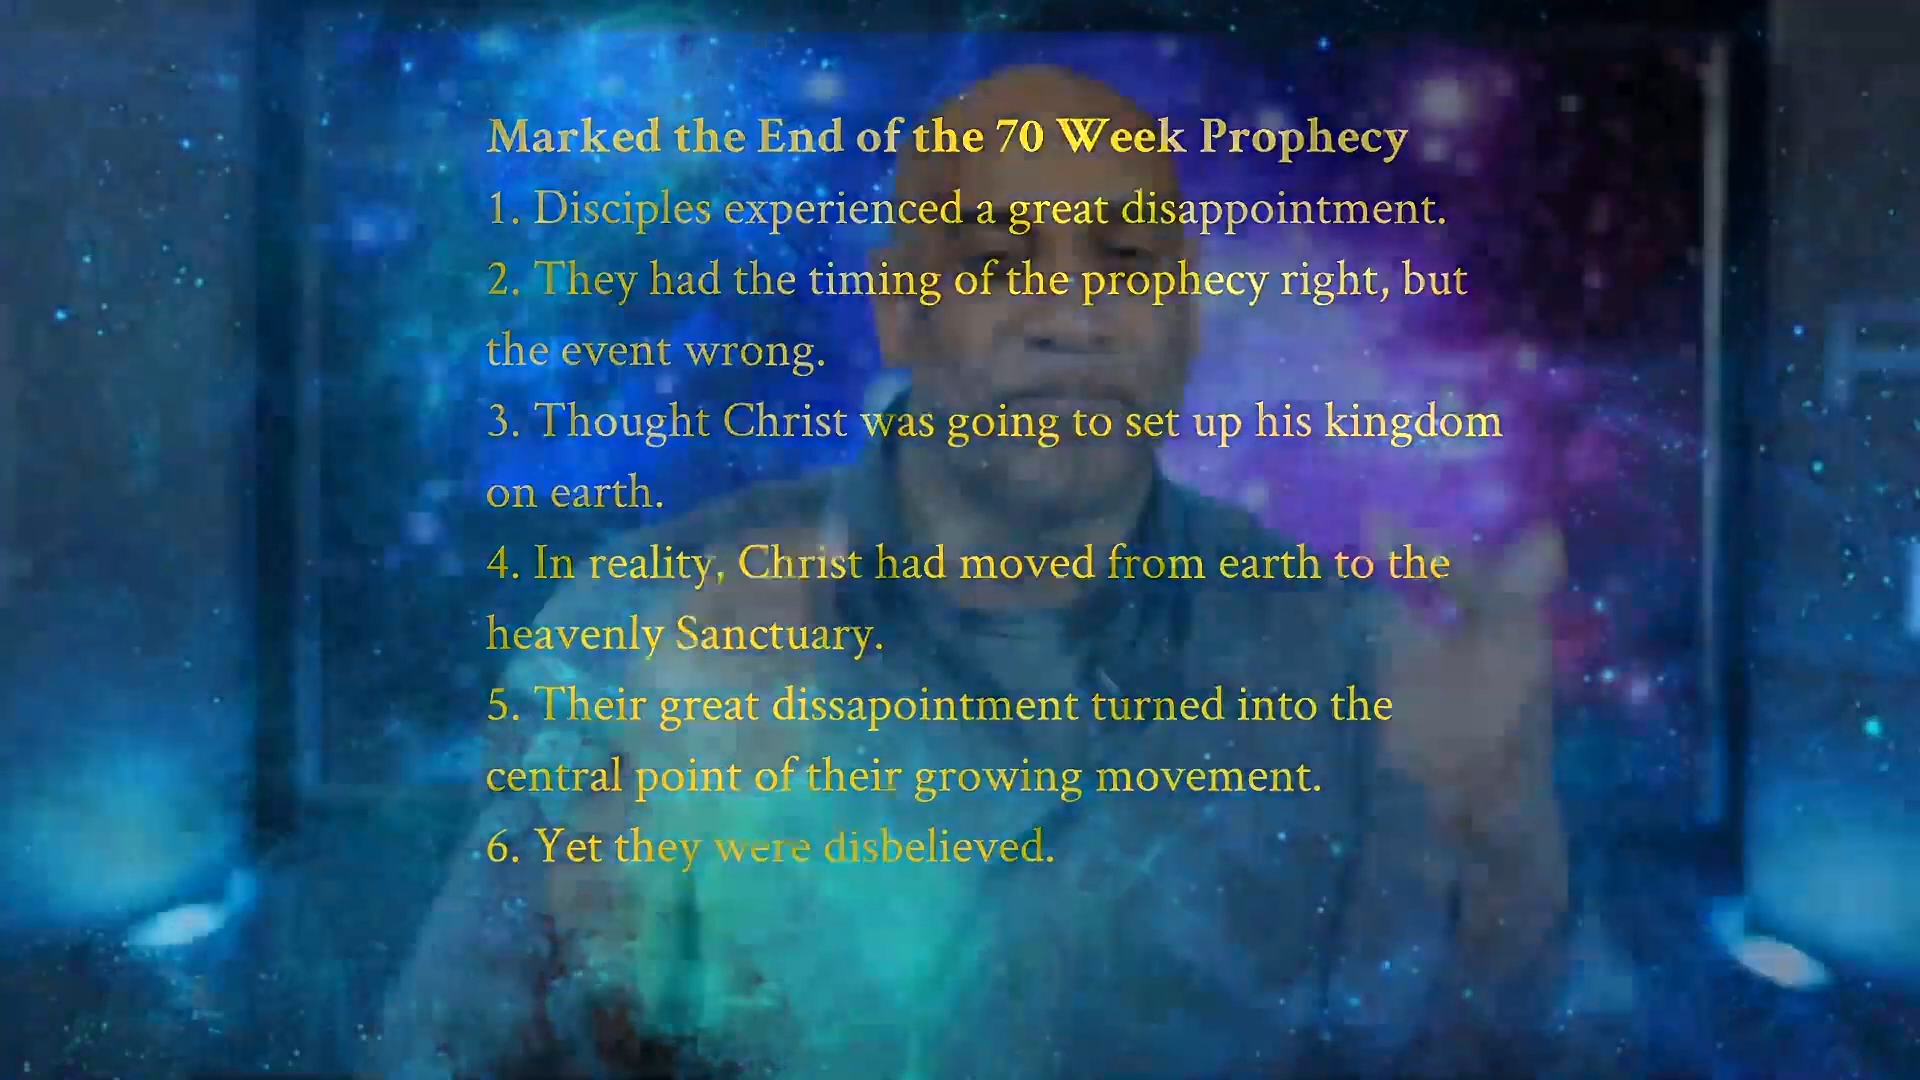 Marked the End of the 70 Week Prophecy
1. Disciples experienced a great disappointment.
2. They had the timing of the prophecy right, but
the event wrong.
3. Thought Christ was going to set up his kingdom
on earth.
4. In reality, Christ had moved from earth to the
heavenly Sanctuary.
5. Their great dissapointment turned into the
central point of their growing movement.
6. Yet they were disbelieved.